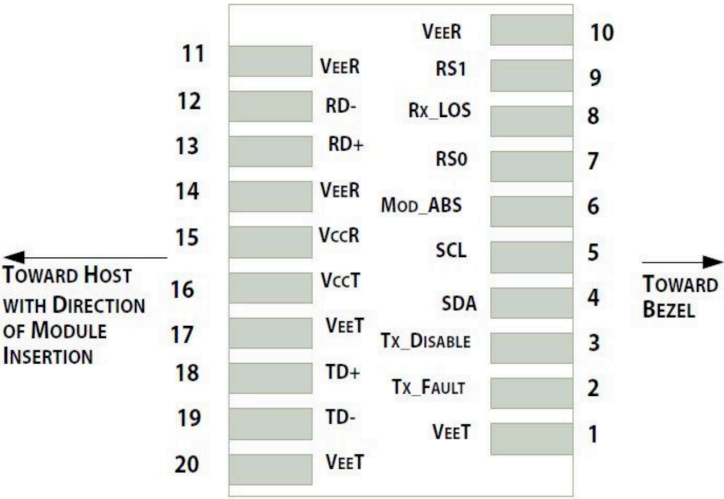 11 VEER
12 RD-
13 RD+
14 VEER
15 VCCR
16 VCCT
17 VEET
18 TD+
19 TD-
20 VEET
VEER 10
RS1 9
RX_LOS 8
RS0 7
MOD_ABS 6
SCL 5
SDA 4
TX_DISABLE 3
TX_FAULT 2
VEET 1
TOWARD HOST
WITH DIRECTION
OF MODULE
INSERTION
TOWARD
BEZEL